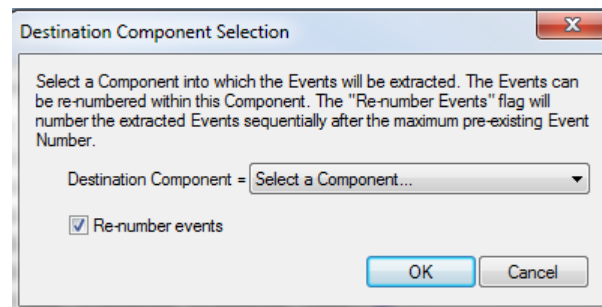 Destination Component Selection
Select a Component into which the Events will be extracted. The Events can
be re-numbered within this Component. The "Re-number Events" flag will
number the extracted Events sequentially after the maximum pre-existing Event
Number.
Destination Component = Select a Component...
Re-number events
OK Cancel